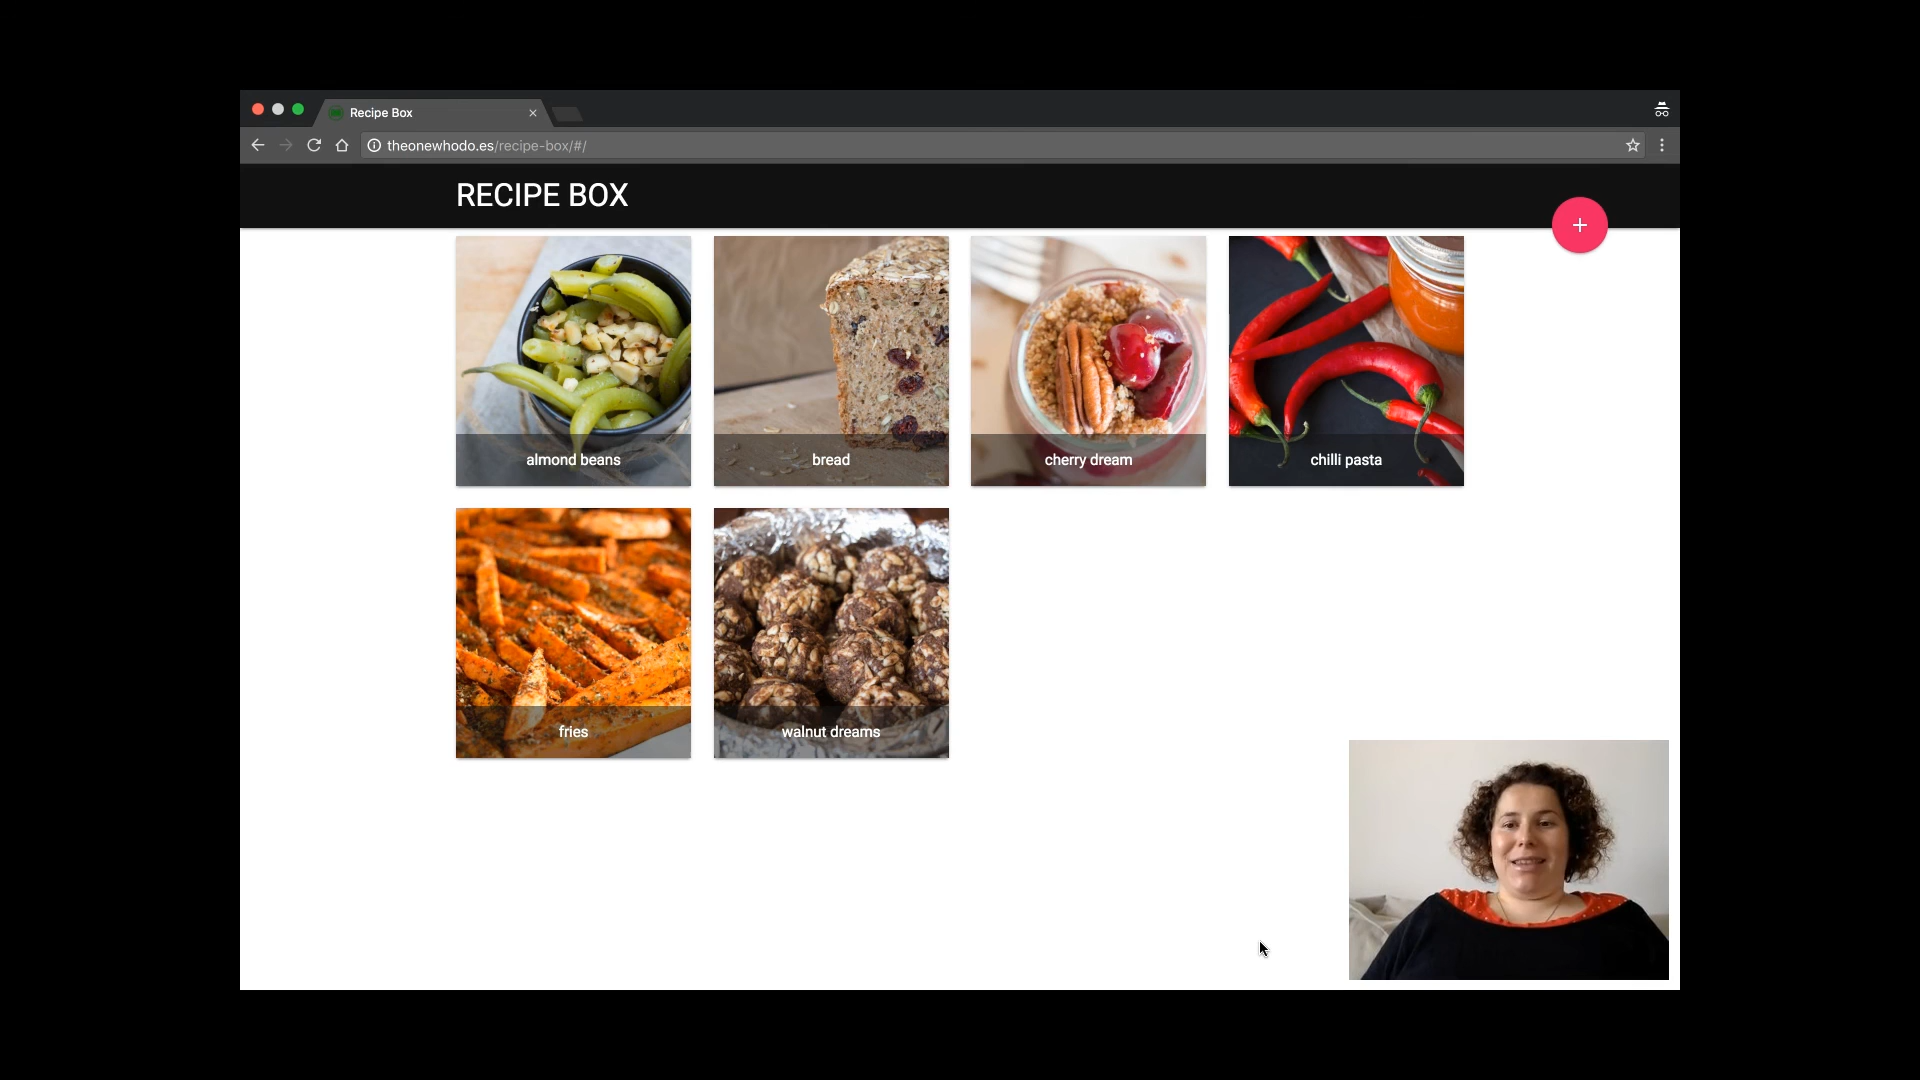 Recipe Box
theonewhodo.es/recipe-box/#/
RECIPE BOX
almond beans
bread
cherry dream
chilli pasta
fries
walnut dreams